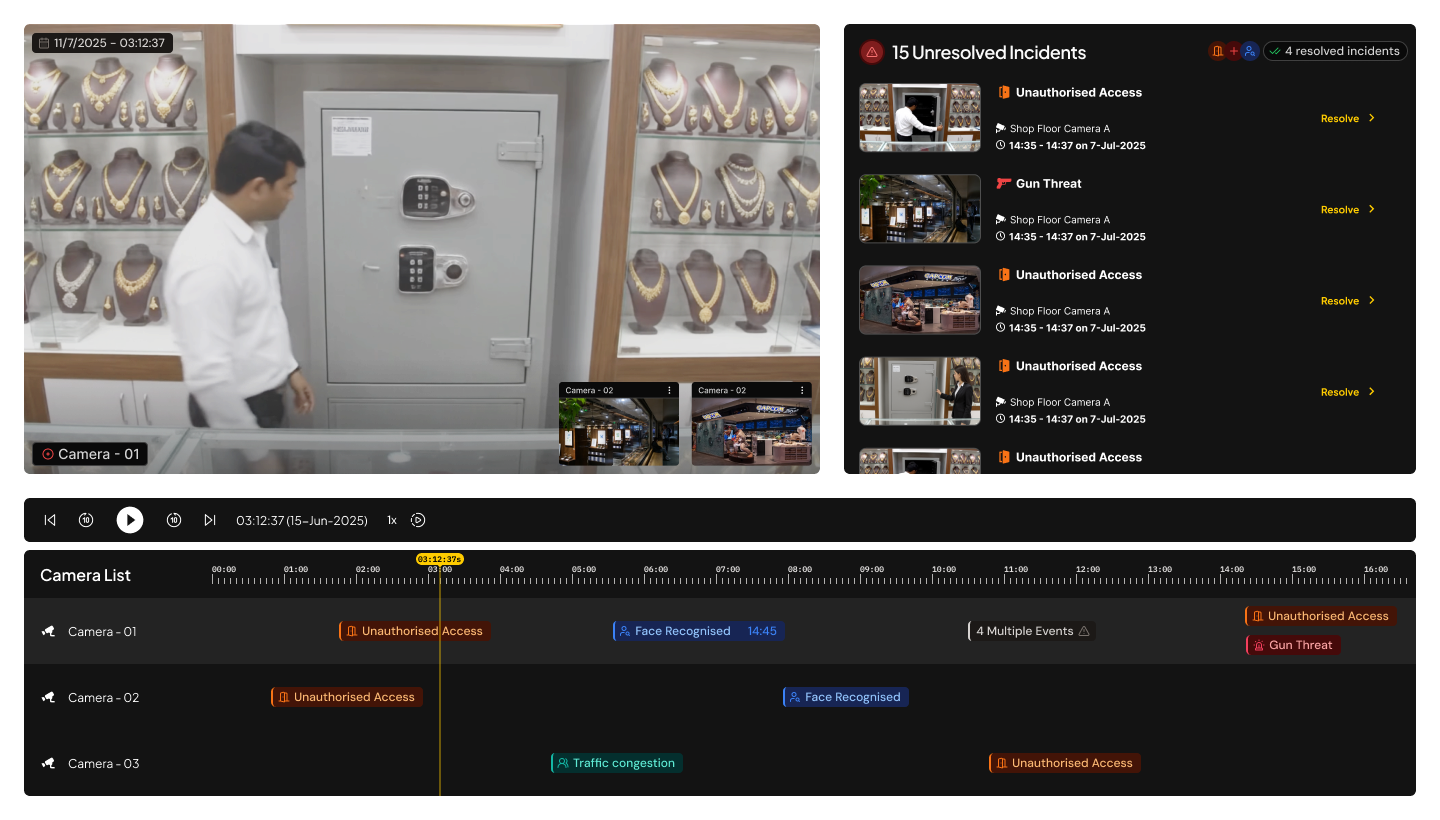 11/7/2025 - 03:12:37
Camera - 01
Camera - 02
Camera - 02
CAPCOM
15 Unresolved Incidents
4 resolved incidents
Unauthorised Access
Shop Floor Camera A
14:35 - 14:37 on 7-Jul-2025
Resolve
Gun Threat
Shop Floor Camera A
14:35 - 14:37 on 7-Jul-2025
Resolve
CAPCOM
Unauthorised Access
Shop Floor Camera A
14:35 - 14:37 on 7-Jul-2025
Resolve
Unauthorised Access
Shop Floor Camera A
14:35 - 14:37 on 7-Jul-2025
Resolve
Unauthorised Access
10
10
03:12:37 (15-Jun-2025)
1x
03:12:37s
Camera List
00:00 01:00 02:00 03:00 04:00 05:00 06:00 07:00 08:00 09:00 10:00 11:00 12:00 13:00 14:00 15:00 16:00
Camera - 01
Unauthorised Access
Face Recognised 14:45
4 Multiple Events
Unauthorised Access
Gun Threat
Camera - 02
Unauthorised Access
Face Recognised
Camera - 03
Traffic congestion
Unauthorised Access